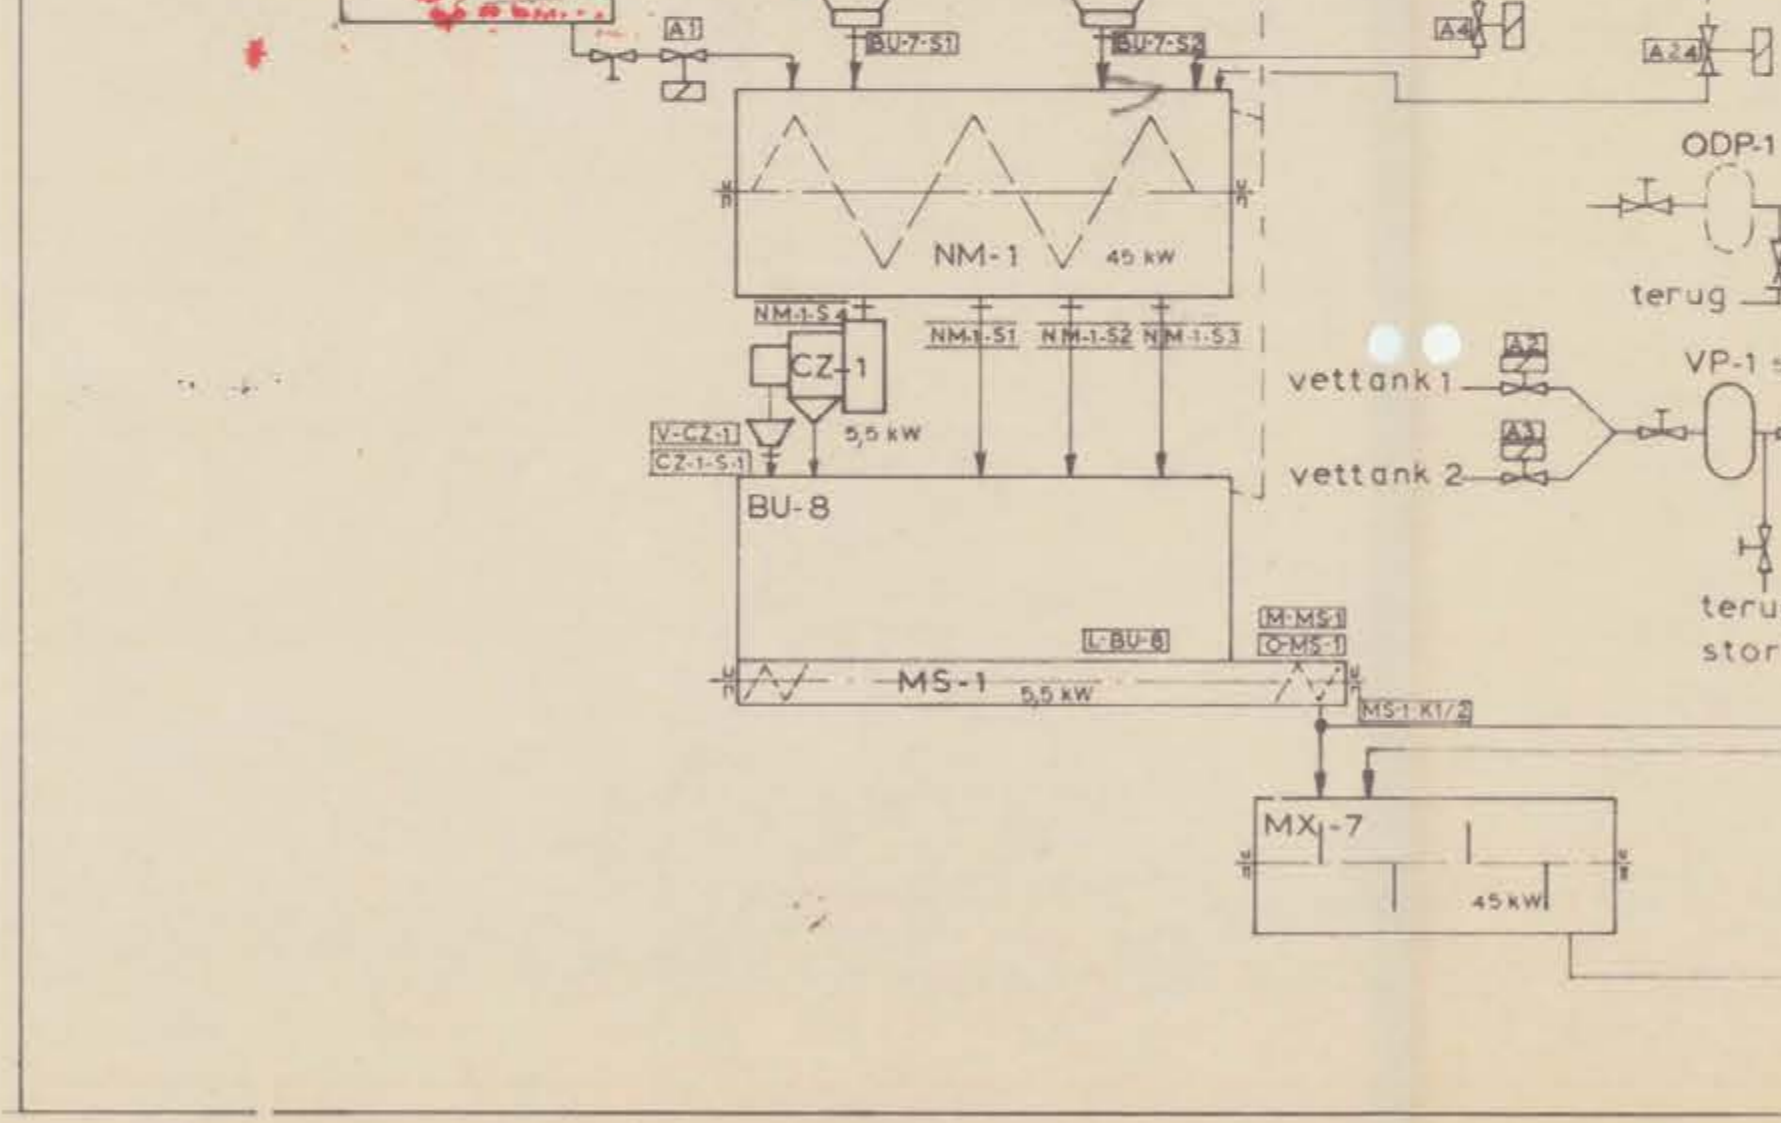 A1
BU-7-S1
BU-7-S2
A4
A24
ODP-1
NM-1
45 kW
terug
NM-1-S4
NM-1-S1
NM-1-S2
NM-1-S3
CZ-1
A2
VP-1
vettank 1
V-CZ-1
5,5 kW
A3
CZ-1-S-1
vettank 2
BU-8
teru
M-MS-1
L-BU-8
O-MS-1
stor
MS-1
5,5 kW
MS-1-K1/2
MX-7
45 kW